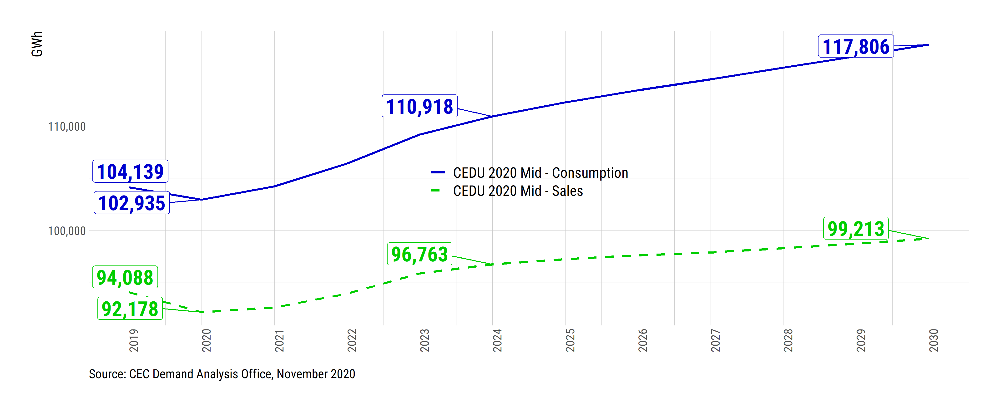 GWh
117,806
110,918
110,000
104,139
CEDU 2020 Mid - Consumption
CEDU 2020 Mid - Sales
102,935
100,000
99,213
96,763
94,088
92,178
2019 2020 2021 2022 2023 2024 2025 2026 2027 2028 2029 2030
Source: CEC Demand Analysis Office, November 2020